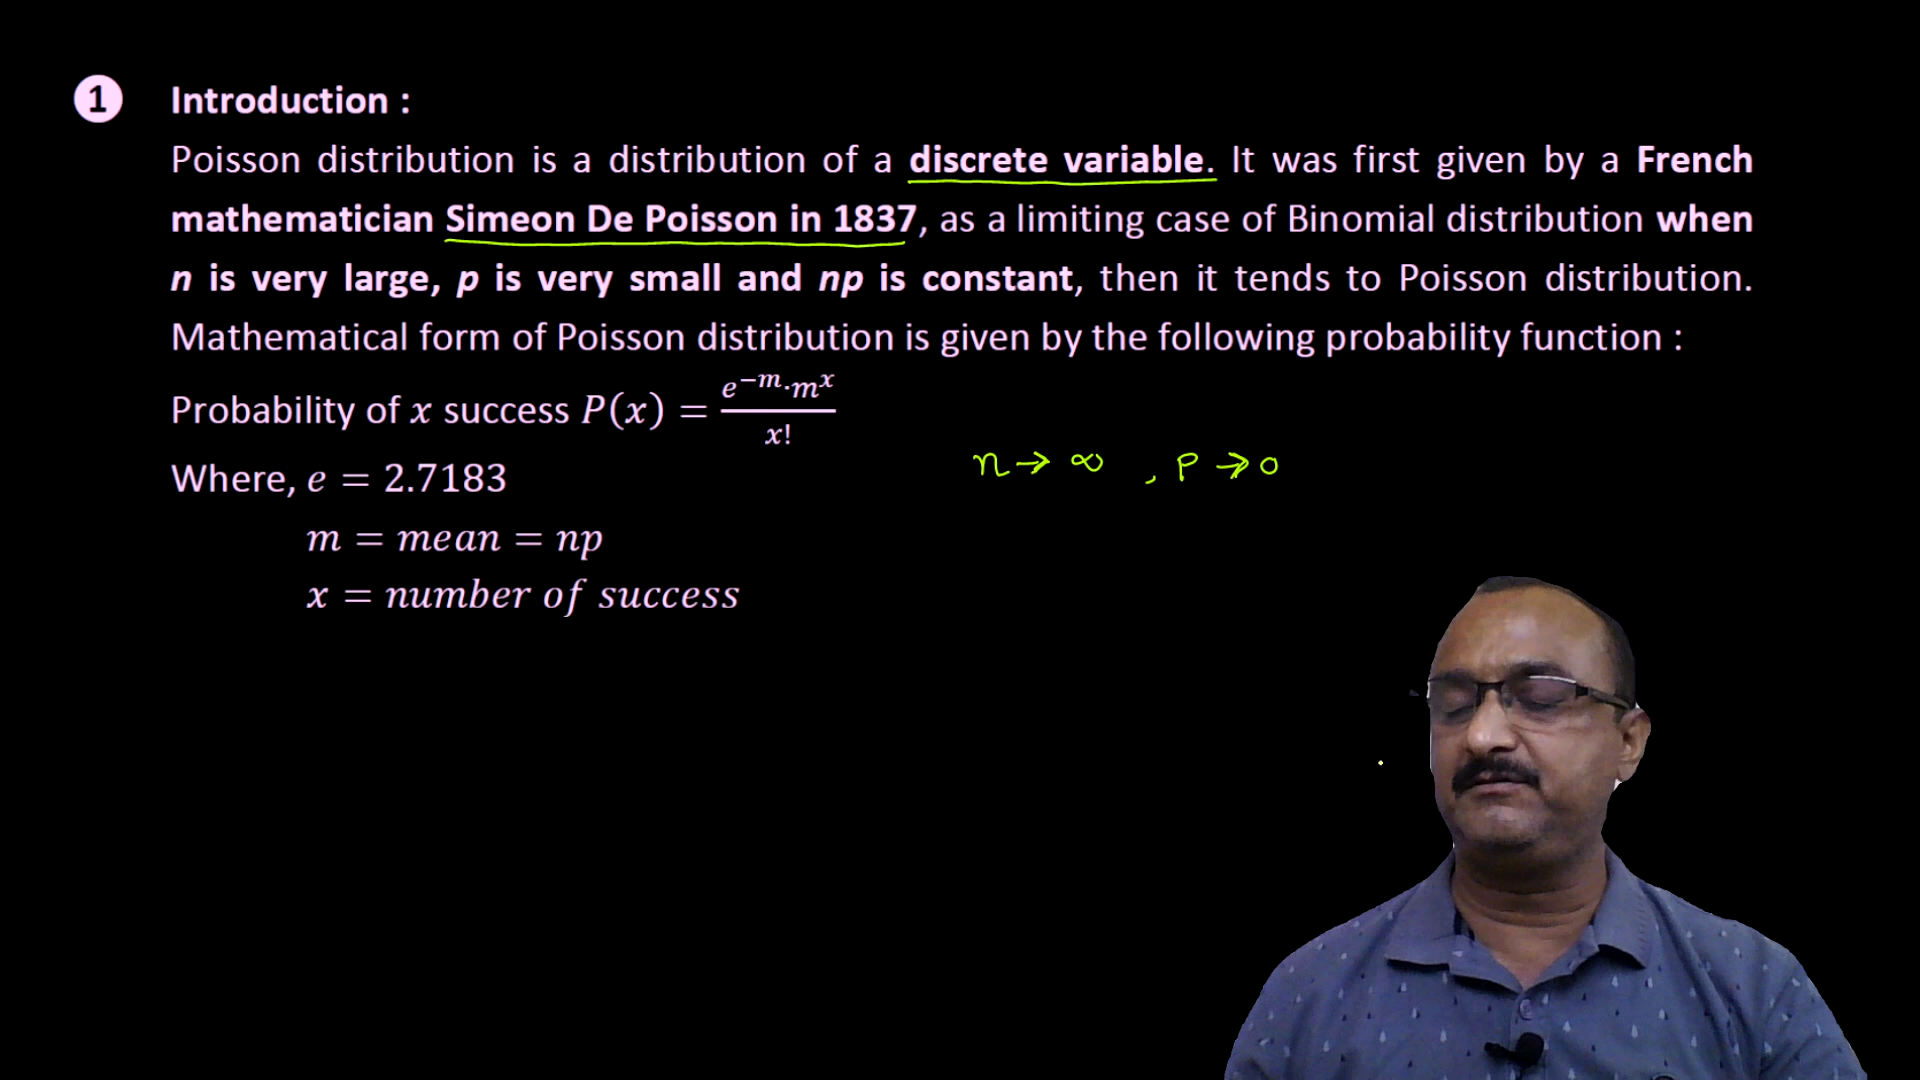 1 Introduction :
Poisson distribution is a distribution of a discrete variable. It was first given by a French
mathematician Simeon De Poisson in 1837, as a limiting case of Binomial distribution when
n is very large, p is very small and np is constant, then it tends to Poisson distribution.
Mathematical form of Poisson distribution is given by the following probability function :
Probability of x success P(x) = e^{-m}.m^x / x!
Where, e = 2.7183
n → ∞ , P → 0
m = mean = np
x = number of success